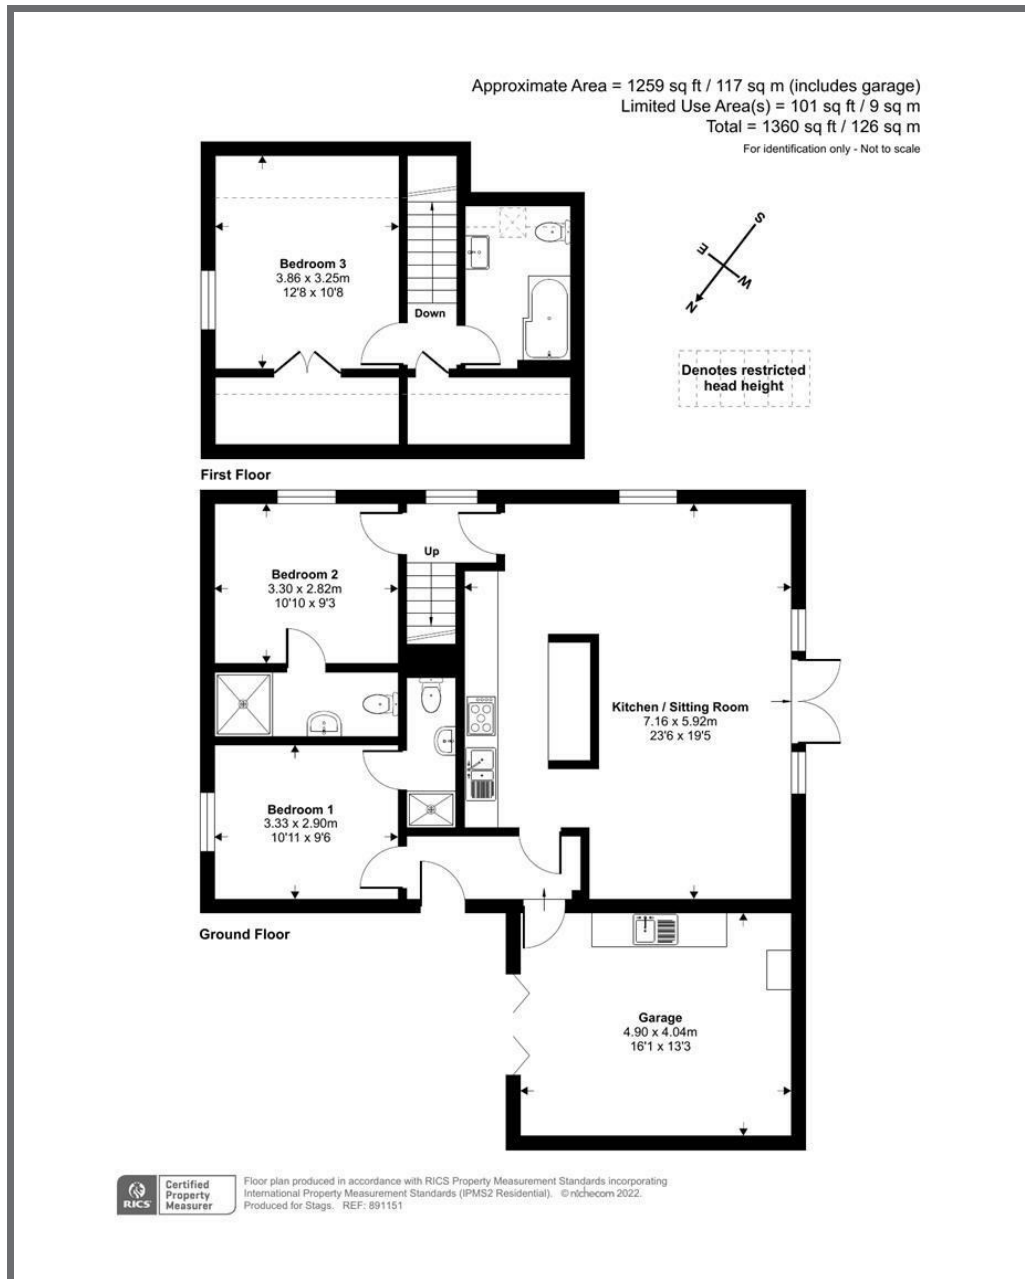 Approximate Area = 1259 sq ft / 117 sq m (includes garage)
Limited Use Area(s) = 101 sq ft / 9 sq m
Total = 1360 sq ft / 126 sq m
For identification only - Not to scale
Bedroom 3
3.86 x 3.25m
12'8 x 10'8
Down
S
E
W
N
Denotes restricted
head height
First Floor
Up
Bedroom 2
3.30 x 2.82m
10'10 x 9'3
Kitchen / Sitting Room
7.16 x 5.92m
23'6 x 19'5
Bedroom 1
3.33 x 2.90m
10'11 x 9'6
Ground Floor
Garage
4.90 x 4.04m
16'1 x 13'3
RICS
Certified
Property
Measurer
Floor plan produced in accordance with RICS Property Measurement Standards incorporating
International Property Measurement Standards (IPMS2 Residential). © nichecom 2022.
Produced for Stags. REF: 891151